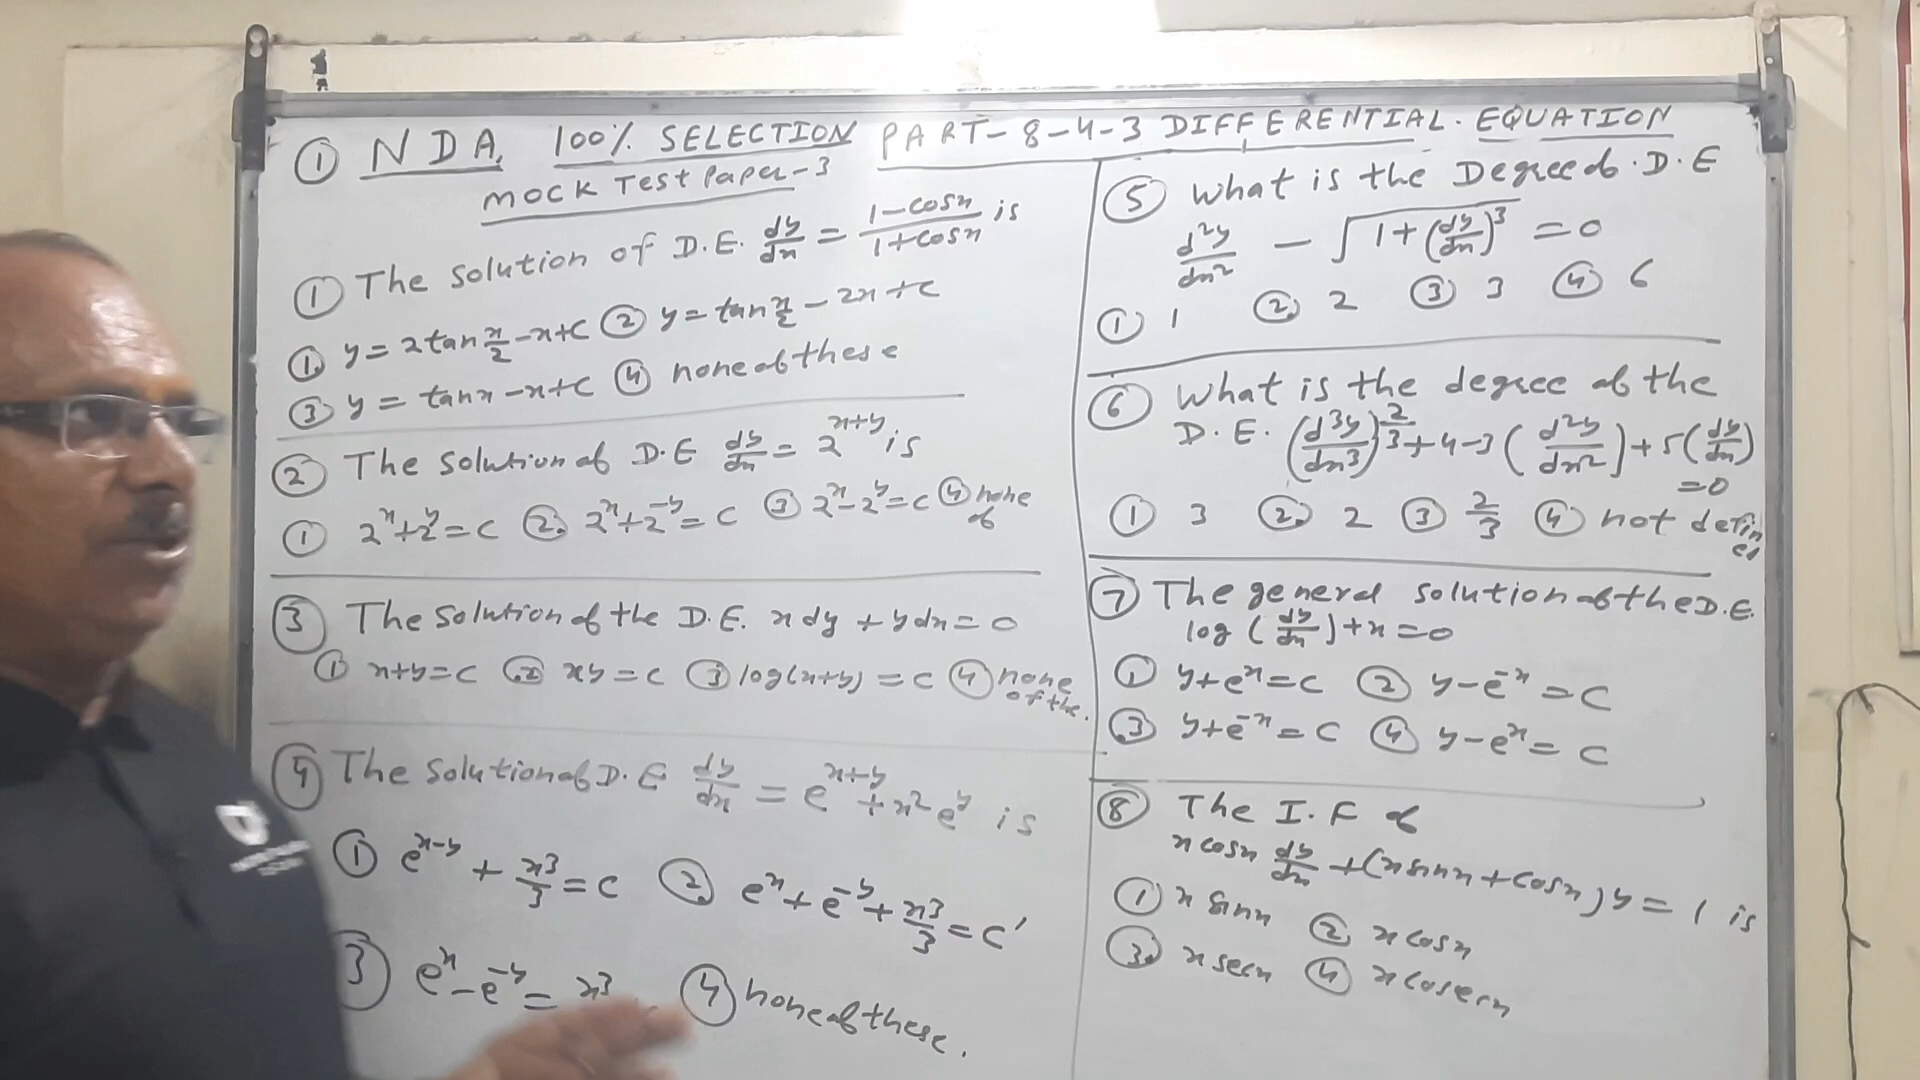 ① NDA. 100% SELECTION PART-8-4-3 DIFFERENTIAL. EQUATION
MOCK Test Paper-3
① The solution of D.E. dy/dx = (1-cosx)/(1+cosx) is
① y = 2tan x/2 - x+c ② y = tan x/2 - 2x+c
③ y = tanx - x+c ④ none of these
② The solution of D.E dy/dx = 2^(x+y) is
① 2^x+2^y = c ② 2^x+2^-y = c ③ 2^x-2^y = c ④ none of
③ The solution of the D.E. xdy + ydx = 0
① x+y=c ② xy=c ③ log(x+y) = c ④ none of the.
④ The solution of D.E dy/dx = e^(x+y) + x² e^y is
① e^(x-y) + x³/3 = c ② e^x + e^-y + x³/3 = c'
③ e^x - e^-y = x³ ④ none of these.
⑤ What is the Degree of. D.E
d²y/dx² - √(1+(dy/dx)³) = 0
① 1 ② 2 ③ 3 ④ 6
⑥ What is the degree of the
D.E. (d³y/dx³)^(2/3) + 4-3 (d²y/dx²) + 5(dy/dx) = 0
① 3 ② 2 ③ 2/3 ④ not defined
⑦ The general solution of the D.E.
log (dy/dx) + x = 0
① y+e^x = c ② y-e^-x = c
③ y+e^-x = c ④ y-e^x = c
⑧ The I.F of
x cosx dy/dx + (x sinx + cosx) y = 1 is
① x sinx ② x cosx
③ x secx ④ x cosecx